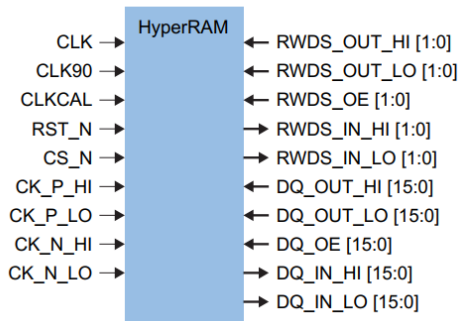 HyperRAM
CLK
CLK90
CLKCAL
RST_N
CS_N
CK_P_HI
CK_P_LO
CK_N_HI
CK_N_LO
RWDS_OUT_HI [1:0]
RWDS_OUT_LO [1:0]
RWDS_OE [1:0]
RWDS_IN_HI [1:0]
RWDS_IN_LO [1:0]
DQ_OUT_HI [15:0]
DQ_OUT_LO [15:0]
DQ_OE [15:0]
DQ_IN_HI [15:0]
DQ_IN_LO [15:0]